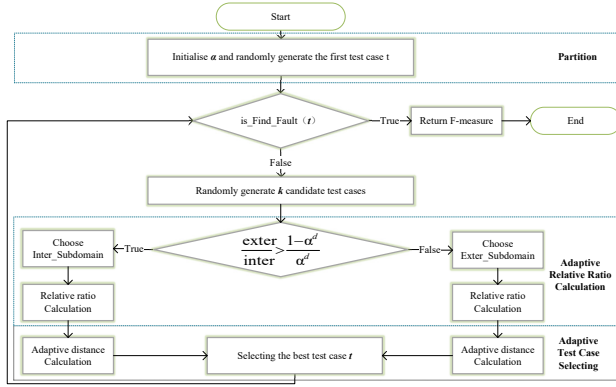 Start
Initialise α and randomly generate the first test case t
Partition
is_Find_Fault（t）
True
Return F-measure
End
False
Randomly generate k candidate test cases
exter/inter > 1−α^d/α^d
True
False
Choose
Inter_Subdomain
Choose
Exter_Subdomain
Adaptive
Relative Ratio
Calculation
Relative ratio
Calculation
Relative ratio
Calculation
Adaptive distance
Calculation
Selecting the best test case t
Adaptive distance
Calculation
Adaptive
Test Case
Selecting